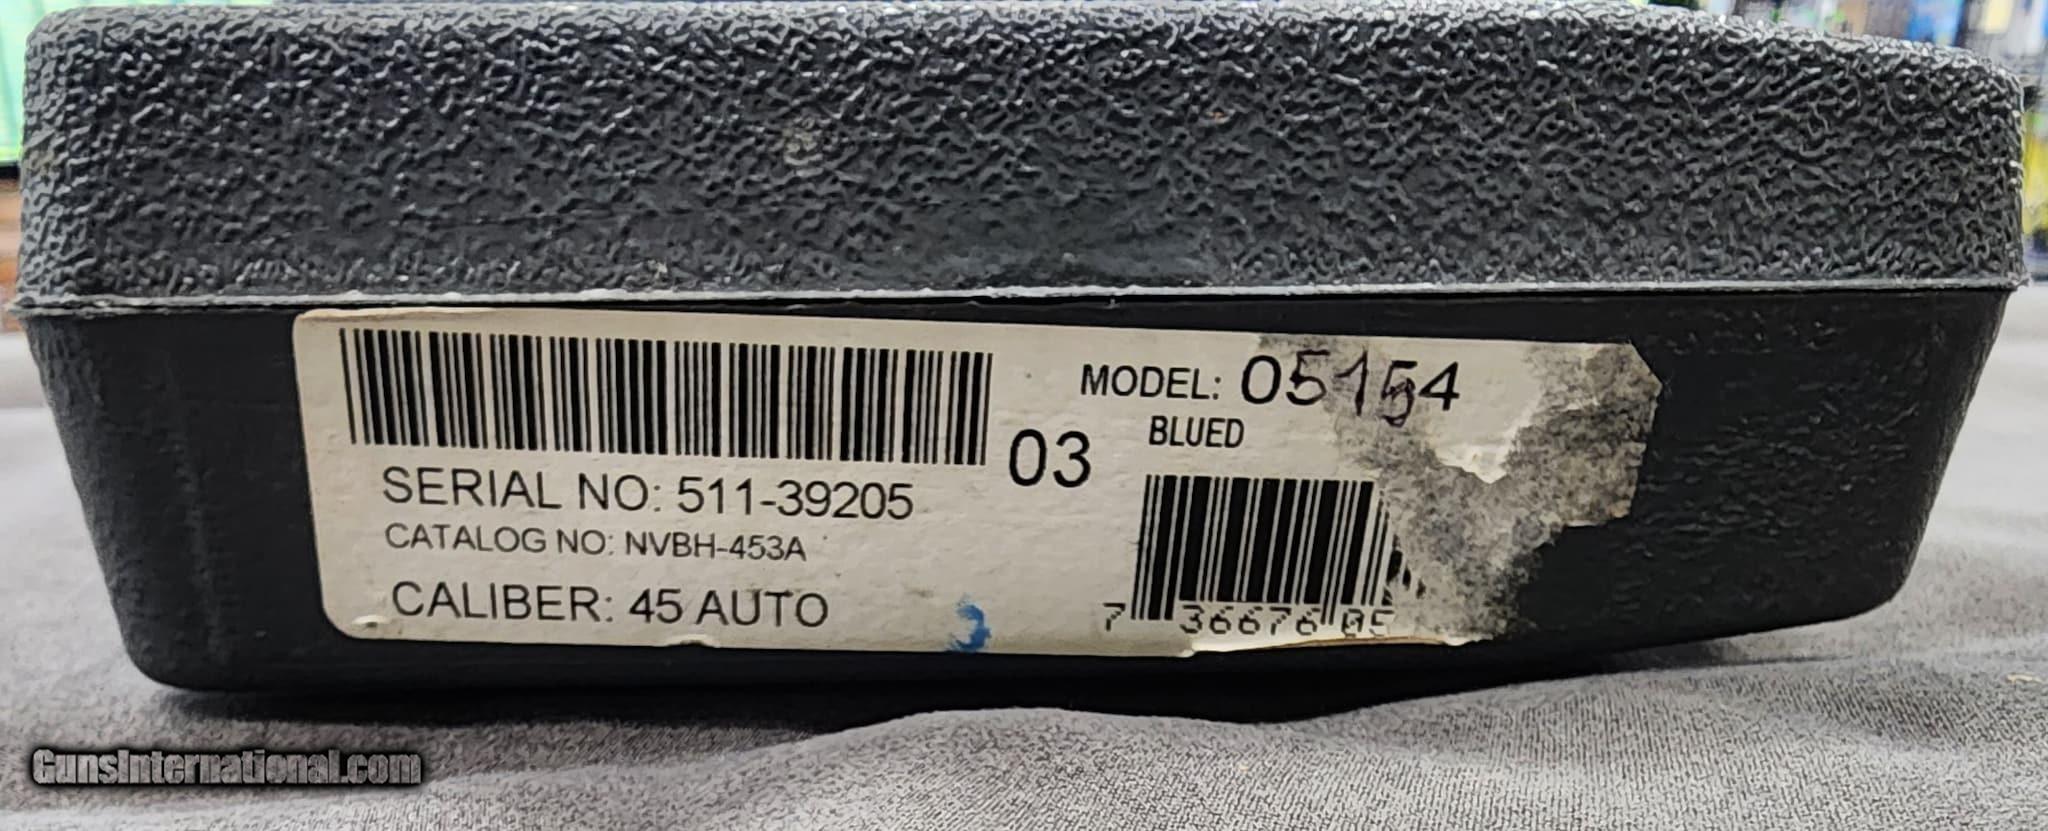 MODEL: 05154
BLUED
03
SERIAL NO: 511-39205
CATALOG NO: NVBH-453A
CALIBER: 45 AUTO
3
7 36676 05
GunsInternational.com